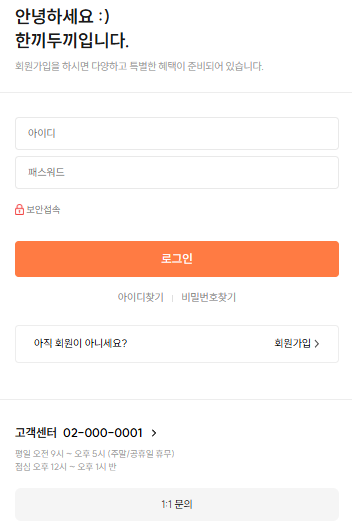 안녕하세요 :)
한끼두끼입니다.
회원가입을 하시면 다양하고 특별한 혜택이 준비되어 있습니다.
아이디
패스워드
보안접속
로그인
아이디찾기 | 비밀번호찾기
아직 회원이 아니세요? 회원가입 >
고객센터 02-000-0001 >
평일 오전 9시 ~ 오후 5시 (주말/공휴일 휴무)
점심 오후 12시 ~ 오후 1시 반
1:1 문의